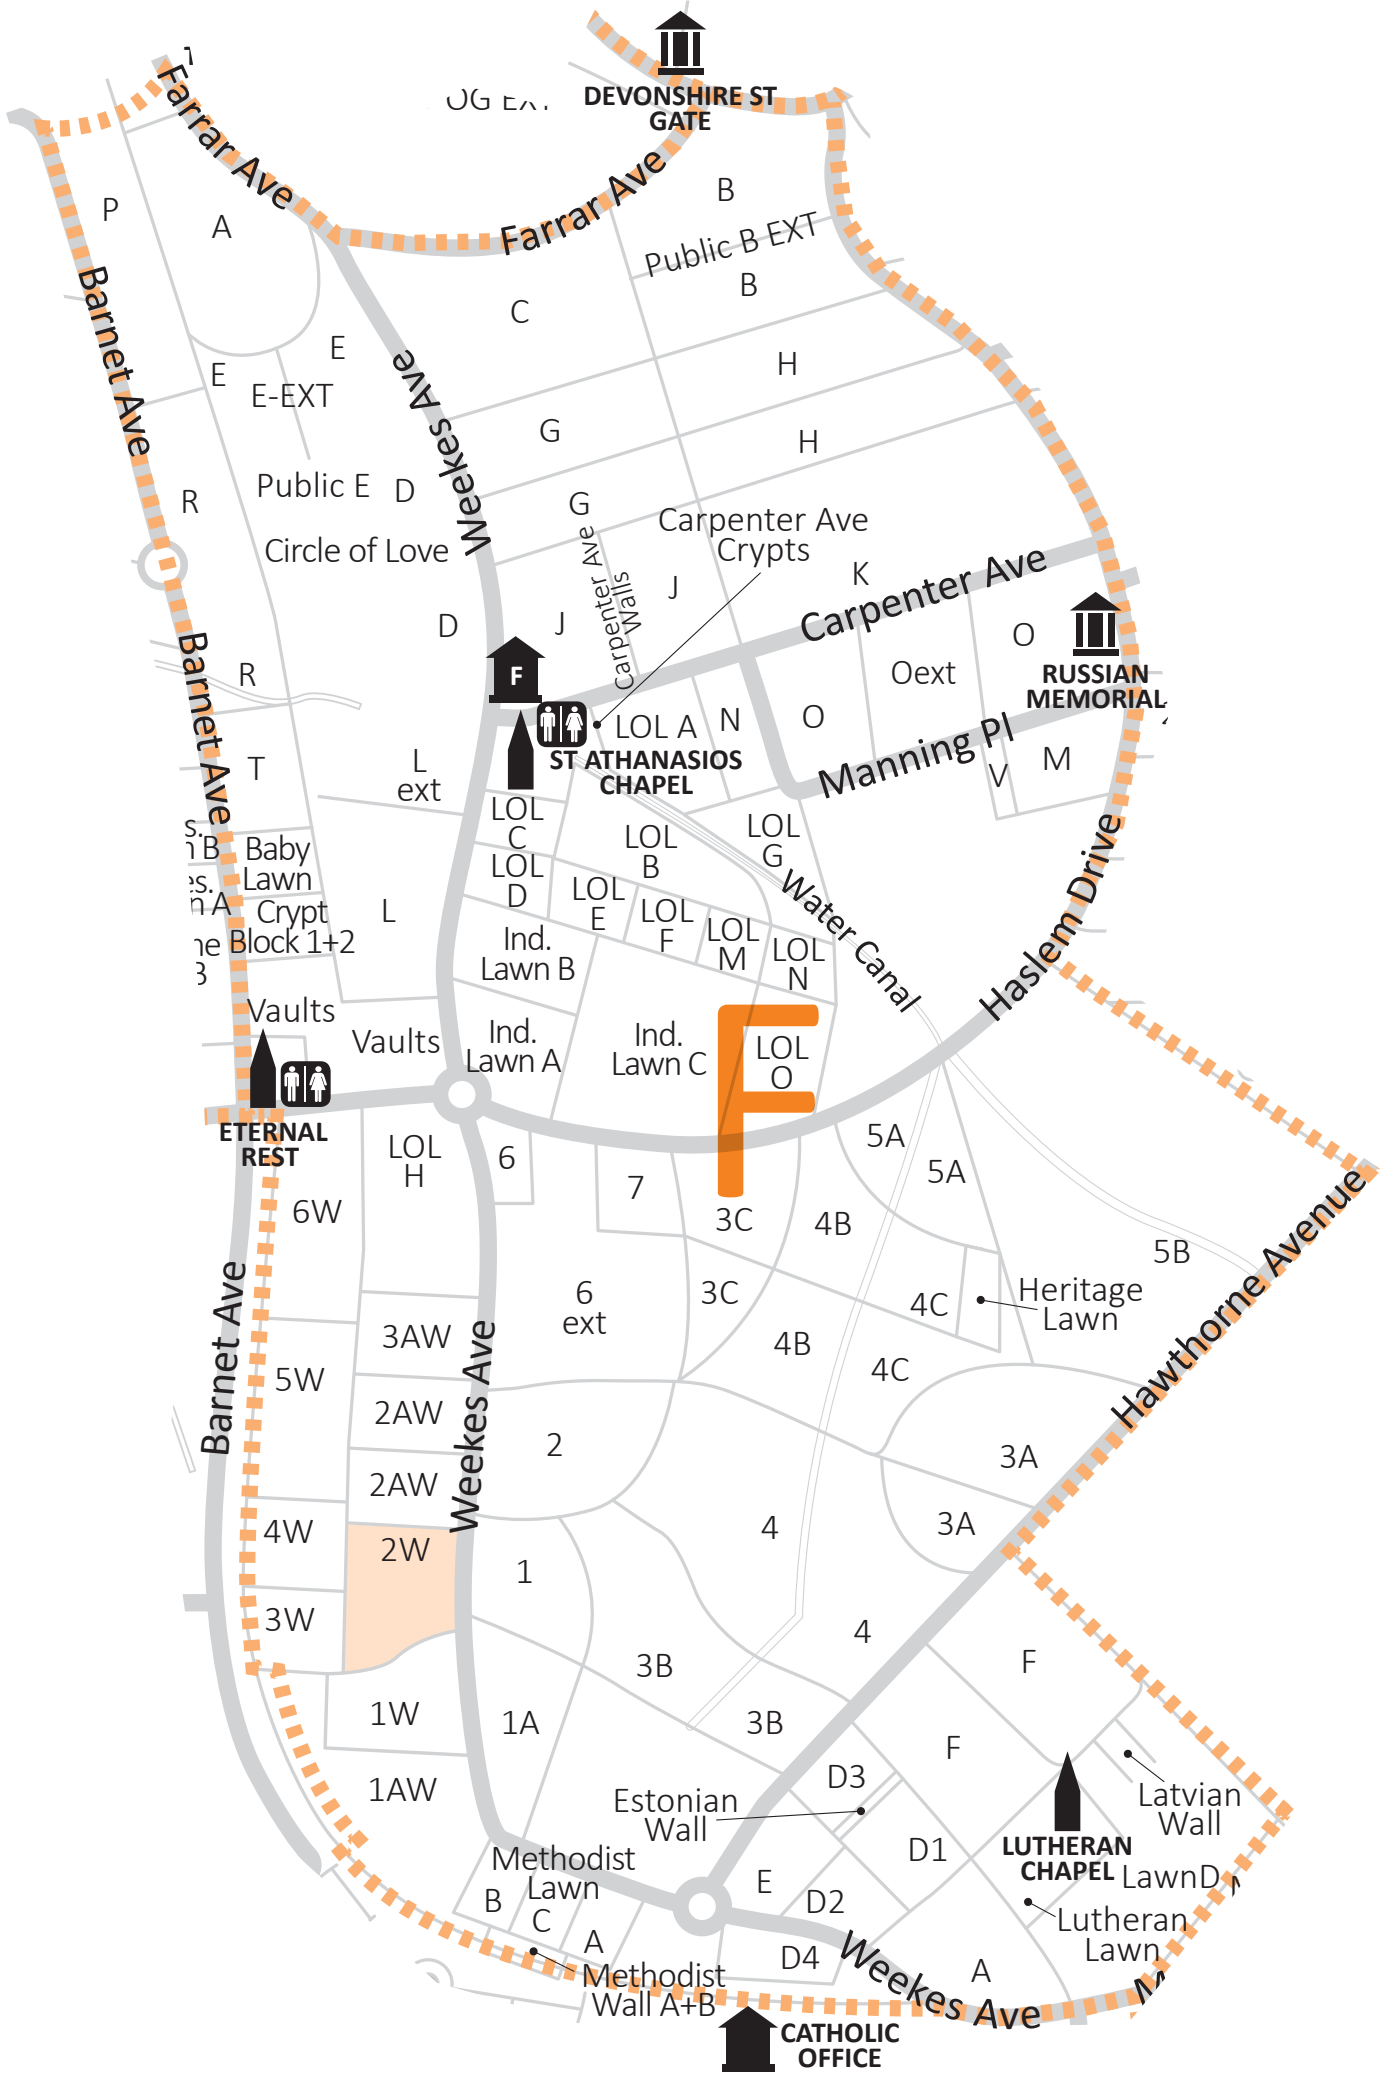 DEVONSHIRE ST
GATE
Farrar Ave
Farrar Ave
P
A
B
Public B EXT
B
Barnet Ave
C
E
E
E-EXT
Weekes Ave
H
G
H
R
Public E
D
G
Circle of Love
Carpenter Ave
Crypts
Carpenter Ave
Walls
J
J
K
Carpenter Ave
D
O
Oext
RUSSIAN
MEMORIAL
Barnet Ave
R
F
LOL A
N
O
Manning Pl
V
M
ST ATHANASIOS
CHAPEL
T
L
ext
LOL
C
LOL
B
LOL
G
Baby
Lawn
LOL
D
LOL
E
LOL
F
LOL
M
LOL
N
Water Canal
Haslem Drive
Crypt
Block 1+2
L
Ind.
Lawn B
Vaults
Vaults
Ind.
Lawn A
Ind.
Lawn C
F
LOL
O
ETERNAL
REST
LOL
H
6
7
5A
5A
6W
3C
4B
5B
Barnet Ave
6
ext
3C
4C
Heritage
Lawn
Hawthorne Avenue
3AW
Weekes Ave
4B
4C
5W
2AW
2
3A
2AW
4W
4
3A
2W
1
3W
4
3B
F
1W
1A
3B
F
1AW
D3
Estonian
Wall
Latvian
Wall
D1
LUTHERAN
CHAPEL
LawnD
Methodist
Lawn
B
C
A
E
D2
Lutheran
Lawn
D4
Weekes Ave
A
Methodist
Wall A+B
CATHOLIC
OFFICE